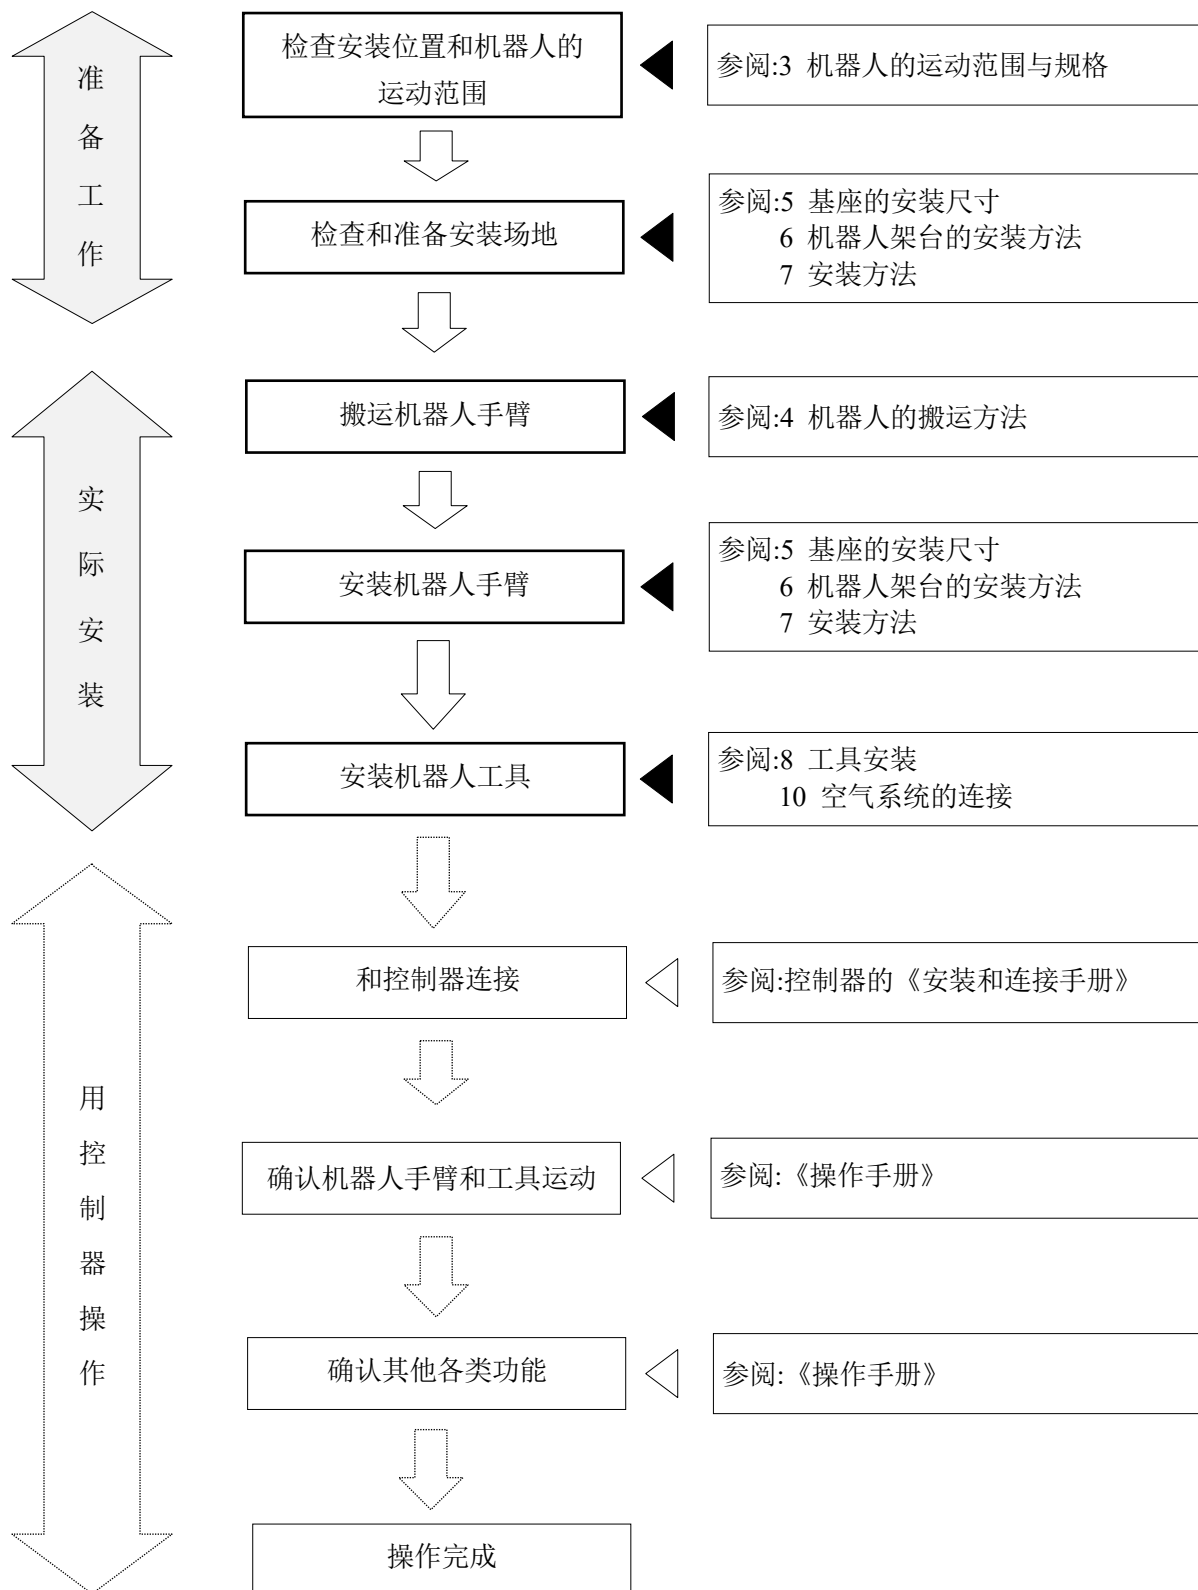 准备工作
检查安装位置和机器人的
运动范围
参阅:3 机器人的运动范围与规格
检查和准备安装场地
参阅:5 基座的安装尺寸
6 机器人架台的安装方法
7 安装方法
实际安装
搬运机器人手臂
参阅:4 机器人的搬运方法
安装机器人手臂
参阅:5 基座的安装尺寸
6 机器人架台的安装方法
7 安装方法
安装机器人工具
参阅:8 工具安装
10 空气系统的连接
用控制器操作
和控制器连接
参阅:控制器的《安装和连接手册》
确认机器人手臂和工具运动
参阅:《操作手册》
确认其他各类功能
参阅:《操作手册》
操作完成